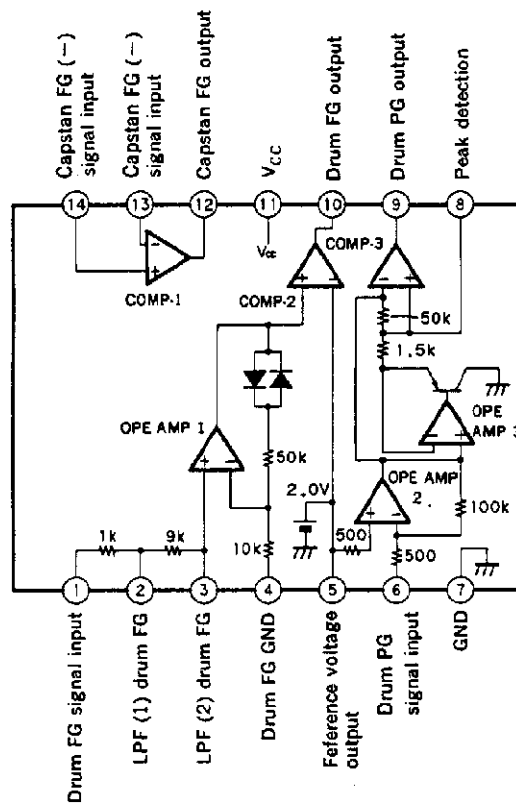 Capstan FG (−)
signal input
Capstan FG (−)
signal input
Capstan FG output
VCC
Drum FG output
Drum PG output
Peak detection
14
13
12
11
10
9
8
Vcc
COMP-1
COMP-2
COMP-3
50k
1.5k
OPE AMP 1
OPE
AMP 3
50k
2.0V
OPE AMP
2.
100k
1k
9k
10k
500
500
1
2
3
4
5
6
7
Drum FG signal input
LPF (1) drum FG
LPF (2) drum FG
Drum FG GND
Feference voltage
output
Drum PG
signal input
GND